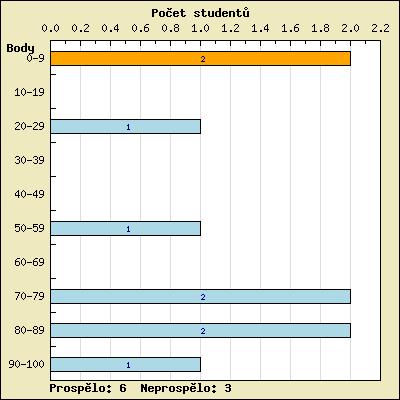 Počet studentů
0.0 0.2 0.4 0.6 0.8 1.0 1.2 1.4 1.6 1.8 2.0 2.2
Body
0-9 2
10-19
20-29 1
30-39
40-49
50-59 1
60-69
70-79 2
80-89 2
90-100 1
Prospělo: 6 Neprospělo: 3